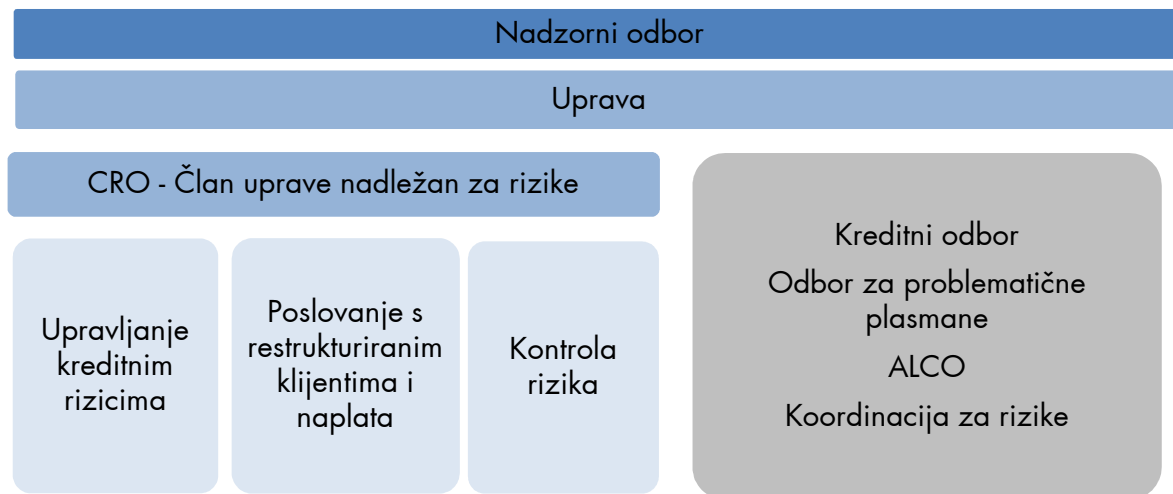 Nadzorni odbor
Uprava
CRO - Član uprave nadležan za rizike
Upravljanje
kreditnim
rizicima
Poslovanje s
restrukturiranim
klijentima i
naplata
Kontrola
rizika
Kreditni odbor
Odbor za problematične
plasmane
ALCO
Koordinacija za rizike